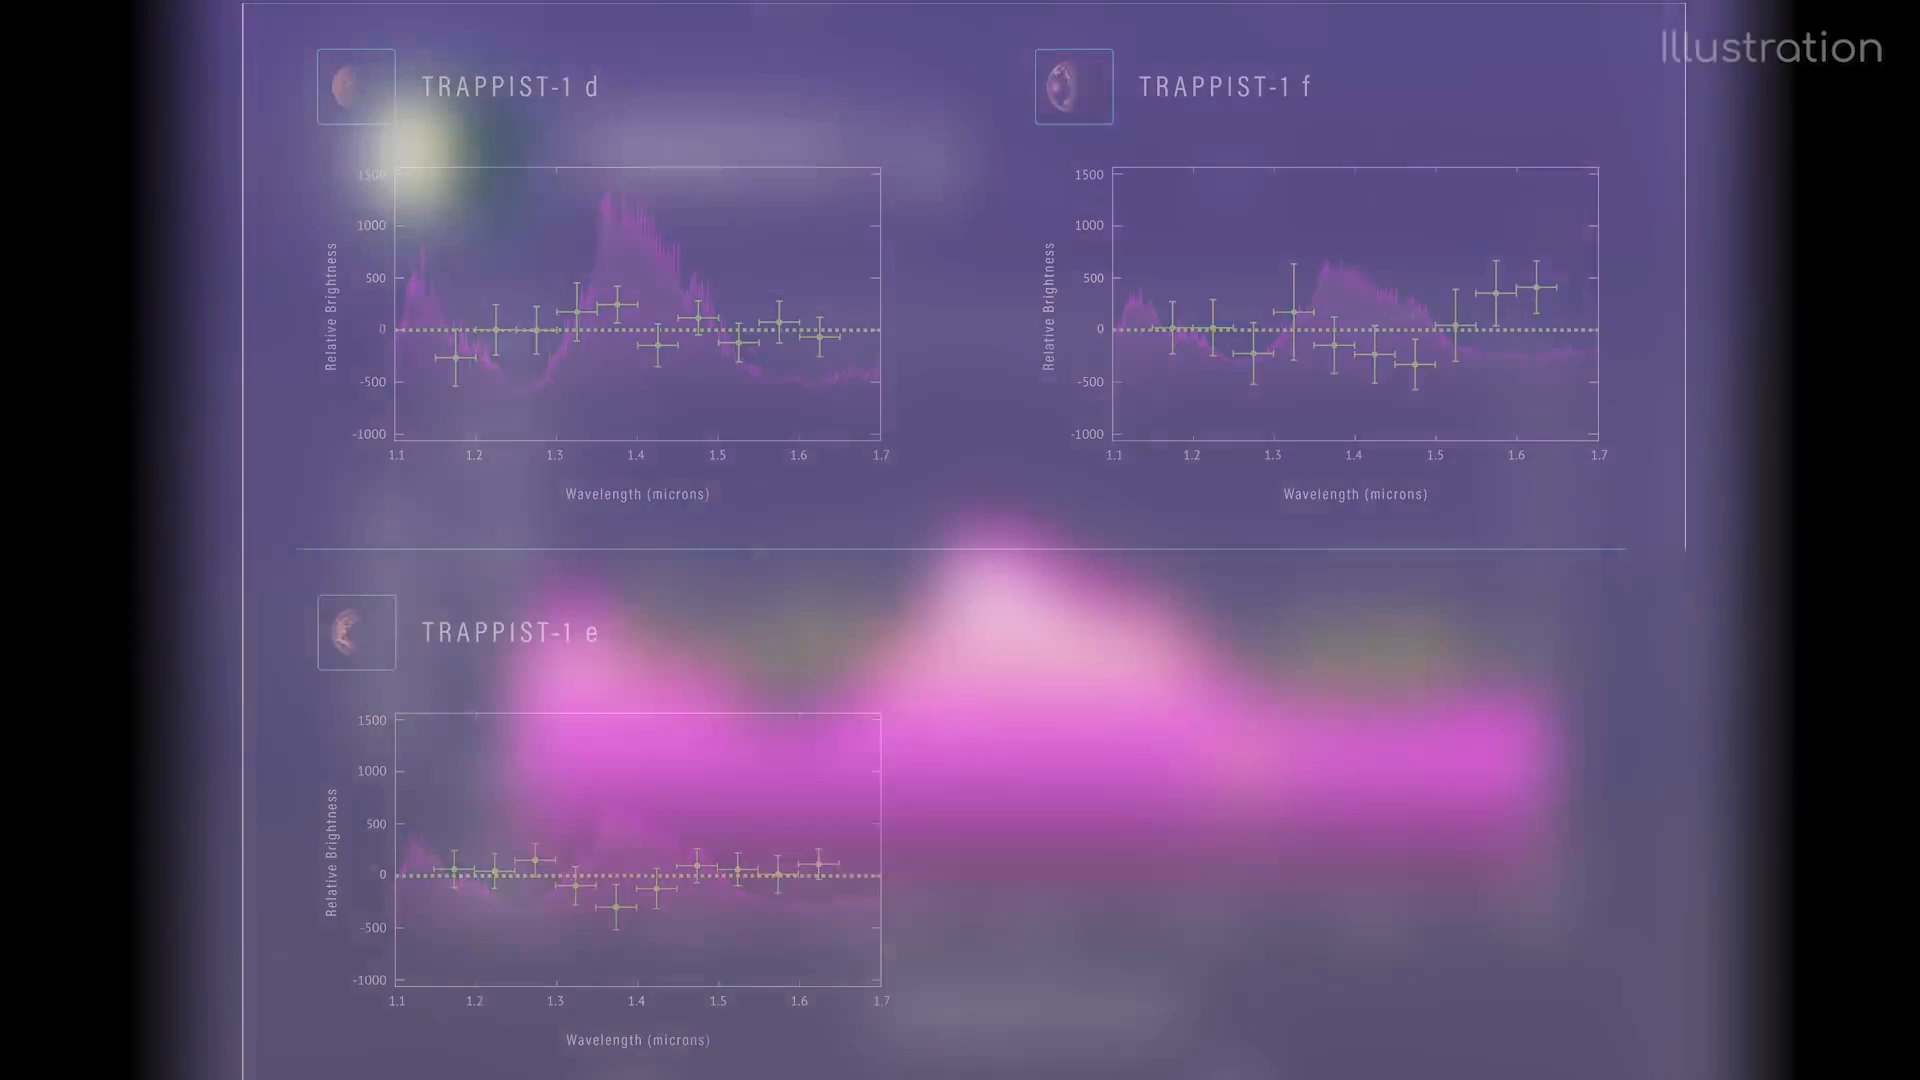 Illustration
TRAPPIST-1 d
1500
1000
500
0
-500
-1000
Relative Brightness
1.1 1.2 1.3 1.4 1.5 1.6 1.7
Wavelength (microns)
TRAPPIST-1 f
1500
1000
500
0
-500
-1000
Relative Brightness
1.1 1.2 1.3 1.4 1.5 1.6 1.7
Wavelength (microns)
TRAPPIST-1 e
1500
1000
500
0
-500
-1000
Relative Brightness
1.1 1.2 1.3 1.4 1.5 1.6 1.7
Wavelength (microns)